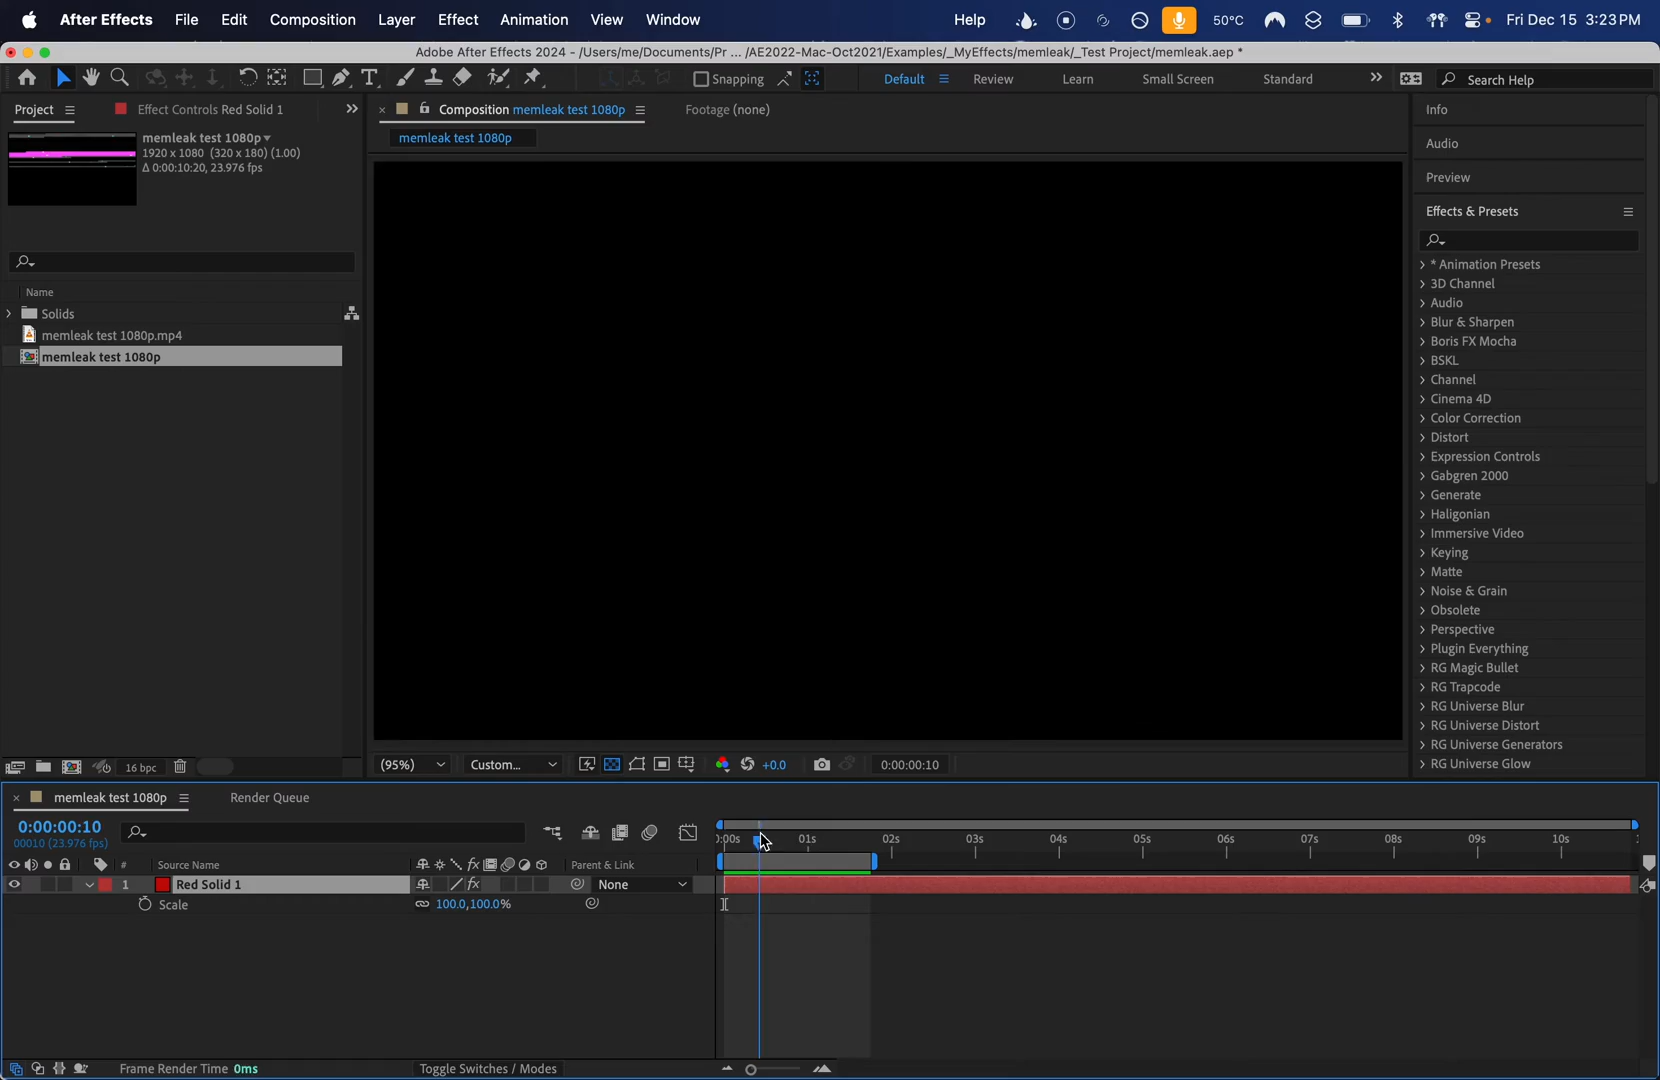 After Effects File Edit Composition Layer Effect Animation View Window Help 50°C Fri Dec 15 3:23 PM
Adobe After Effects 2024 - /Users/me/Documents/Pr ... /AE2022-Mac-Oct2021/Examples/_MyEffects/memleak/_Test Project/memleak.aep *
Snapping Default Review Learn Small Screen Standard Search Help
Project Effect Controls Red Solid 1 Composition memleak test 1080p Footage (none) Info
memleak test 1080p
1920 x 1080 (320 x 180) (1.00)
Δ 0:00:10:20, 23.976 fps
memleak test 1080p
Audio
Preview
Effects & Presets
Name
Solids
memleak test 1080p.mp4
memleak test 1080p
* Animation Presets
3D Channel
Audio
Blur & Sharpen
Boris FX Mocha
BSKL
Channel
Cinema 4D
Color Correction
Distort
Expression Controls
Gabgren 2000
Generate
Haligonian
Immersive Video
Keying
Matte
Noise & Grain
Obsolete
Perspective
Plugin Everything
RG Magic Bullet
RG Trapcode
RG Universe Blur
RG Universe Distort
RG Universe Generators
RG Universe Glow
16 bpc (95%) Custom... +0.0 0:00:00:10
memleak test 1080p Render Queue
0:00:00:10
00010 (23.976 fps)
):00s 01s 02s 03s 04s 05s 06s 07s 08s 09s 10s
# Source Name fx Parent & Link
1 Red Solid 1 fx None
Scale 100.0,100.0%
Frame Render Time 0ms Toggle Switches / Modes